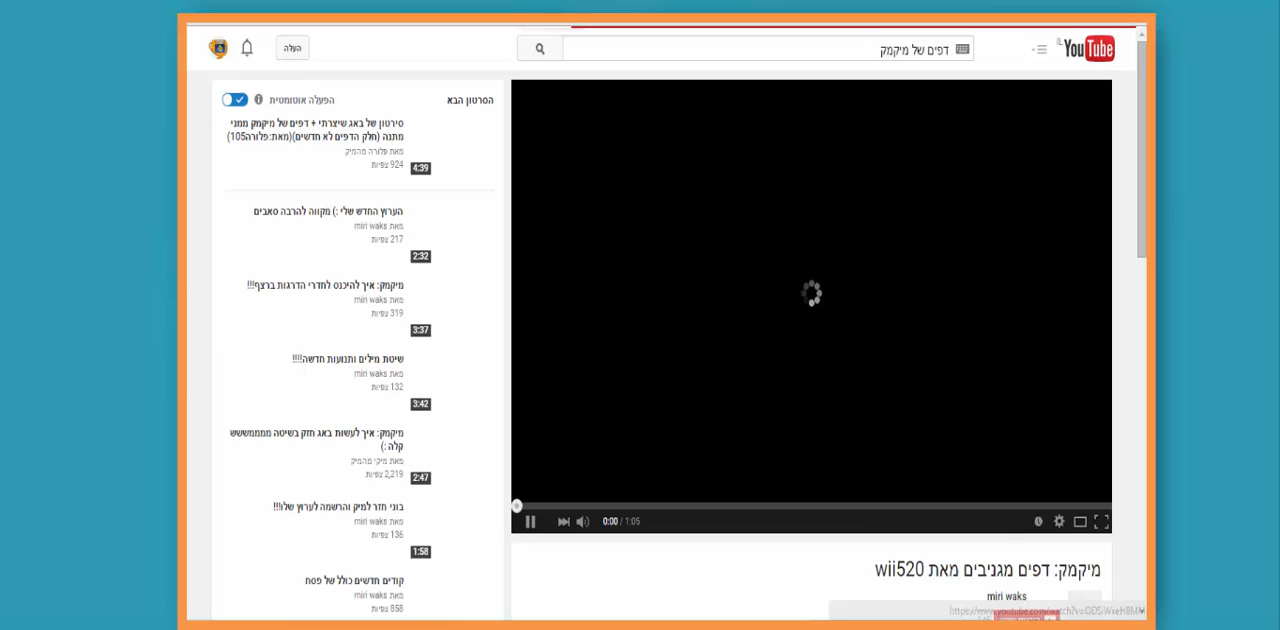 YouTube IL
דפים של מיקמק
העלה
0:00 / 1:05
מיקמק: דפים מגניבים מאת wii520
miri waks
הסרטון הבא
הפעלה אוטומטית
סירטון של באג שיצרתי + דפים של מיקמק ממני
מתנה (חלק הדפים לא חדשים)(מאת:פלורה105)
מאת פלורה מהמיק
924 צפיות
4:39
הערוץ החדש שלי :) מקווה להרבה סאבים
מאת miri waks
217 צפיות
2:32
מיקמק: איך להיכנס לחדרי הדרגות ברצף!!!
מאת miri waks
319 צפיות
3:37
שיטת מילים ותנועות חדשה!!!!
מאת miri waks
132 צפיות
3:42
מיקמק: איך לעשות באג חזק בשיטה ממממשששש
קלה :)
מאת מיקי מהמיק
2,219 צפיות
2:47
בוני חזר למיק והרשמה לערוץ שלו!!!
מאת miri waks
136 צפיות
1:58
קודים חדשים כולל של פסח
מאת miri waks
858 צפיות